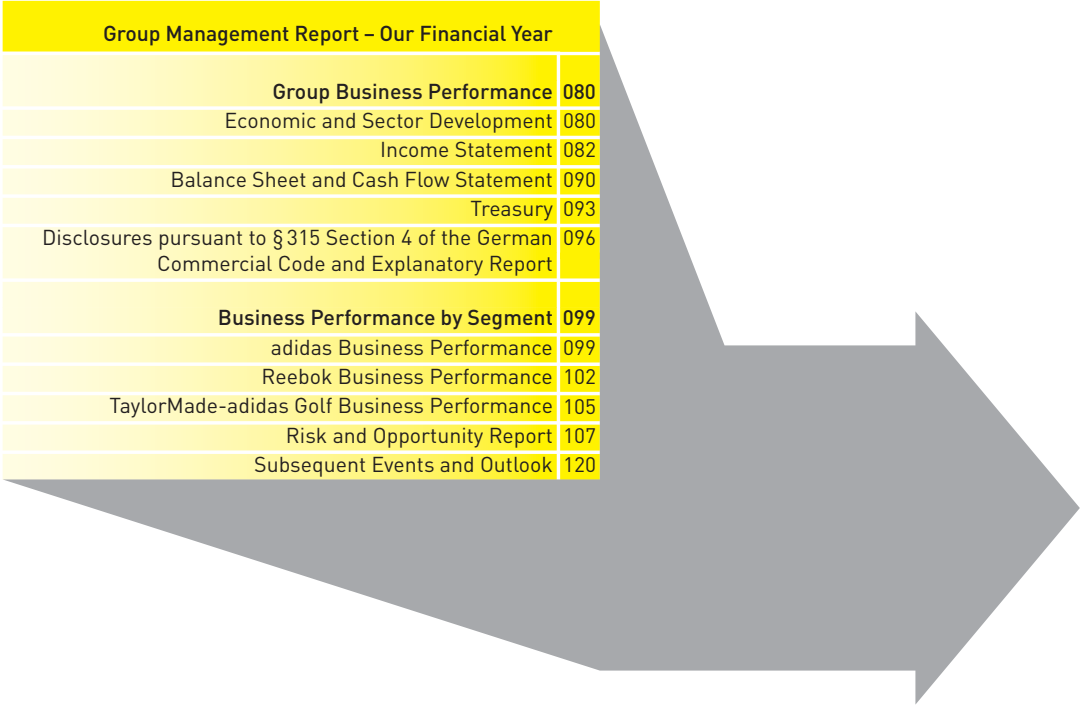 Group Management Report – Our Financial Year
Group Business Performance 080
Economic and Sector Development 080
Income Statement 082
Balance Sheet and Cash Flow Statement 090
Treasury 093
Disclosures pursuant to § 315 Section 4 of the German 096
Commercial Code and Explanatory Report
Business Performance by Segment 099
adidas Business Performance 099
Reebok Business Performance 102
TaylorMade-adidas Golf Business Performance 105
Risk and Opportunity Report 107
Subsequent Events and Outlook 120